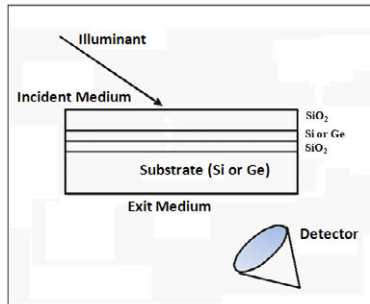 Illuminant
Incident Medium
SiO₂
Si or Ge
SiO₂
Substrate (Si or Ge)
Exit Medium
Detector